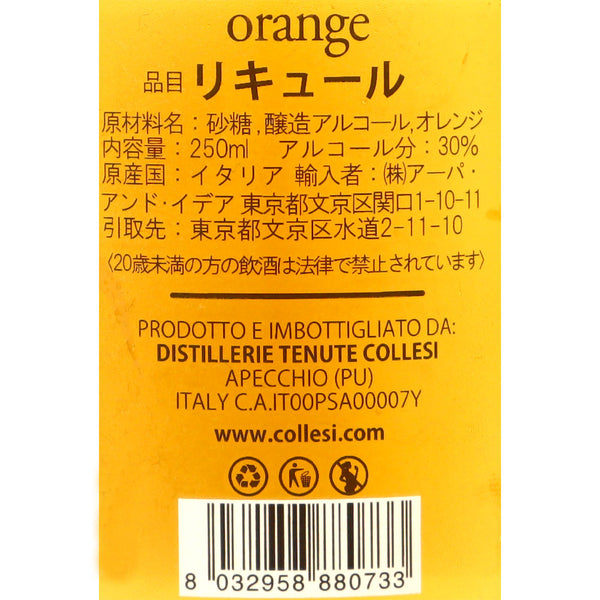 orange
品目 リキュール
原材料名：砂糖,醸造アルコール,オレンジ
内容量：250ml アルコール分：30%
原産国：イタリア 輸入者：㈱アーパ・
アンド・イデア 東京都文京区関口1-10-11
引取先：東京都文京区水道2-11-10
〈20歳未満の方の飲酒は法律で禁止されています〉
PRODOTTO E IMBOTTIGLIATO DA:
DISTILLERIE TENUTE COLLESI
APECCHIO (PU)
ITALY C.A.IT00PSA00007Y
www.collesi.com
8 032958 880733